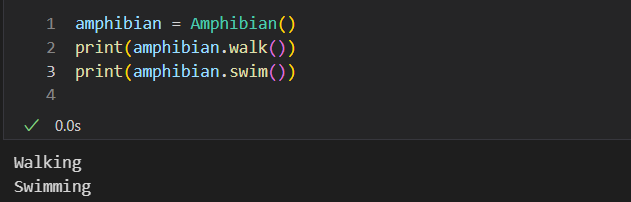 1 amphibian = Amphibian()
2 print(amphibian.walk())
3 print(amphibian.swim())
4
0.0s
Walking
Swimming